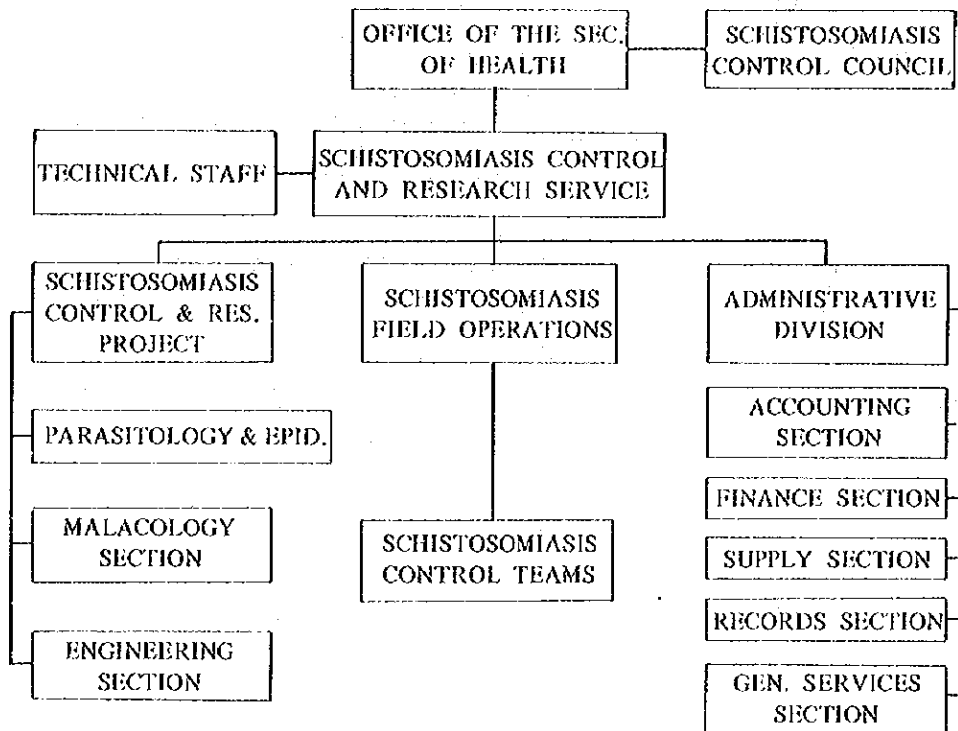 OFFICE OF THE SEC.
OF HEALTH
SCHISTOSOMIASIS
CONTROL COUNCIL
TECHNICAL STAFF
SCHISTOSOMIASIS CONTROL
AND RESEARCH SERVICE
SCHISTOSOMIASIS
CONTROL & RES.
PROJECT
SCHISTOSOMIASIS
FIELD OPERATIONS
ADMINISTRATIVE
DIVISION
PARASITOLOGY & EPID.
MALACOLOGY
SECTION
ENGINEERING
SECTION
SCHISTOSOMIASIS
CONTROL TEAMS
ACCOUNTING
SECTION
FINANCE SECTION
SUPPLY SECTION
RECORDS SECTION
GEN. SERVICES
SECTION